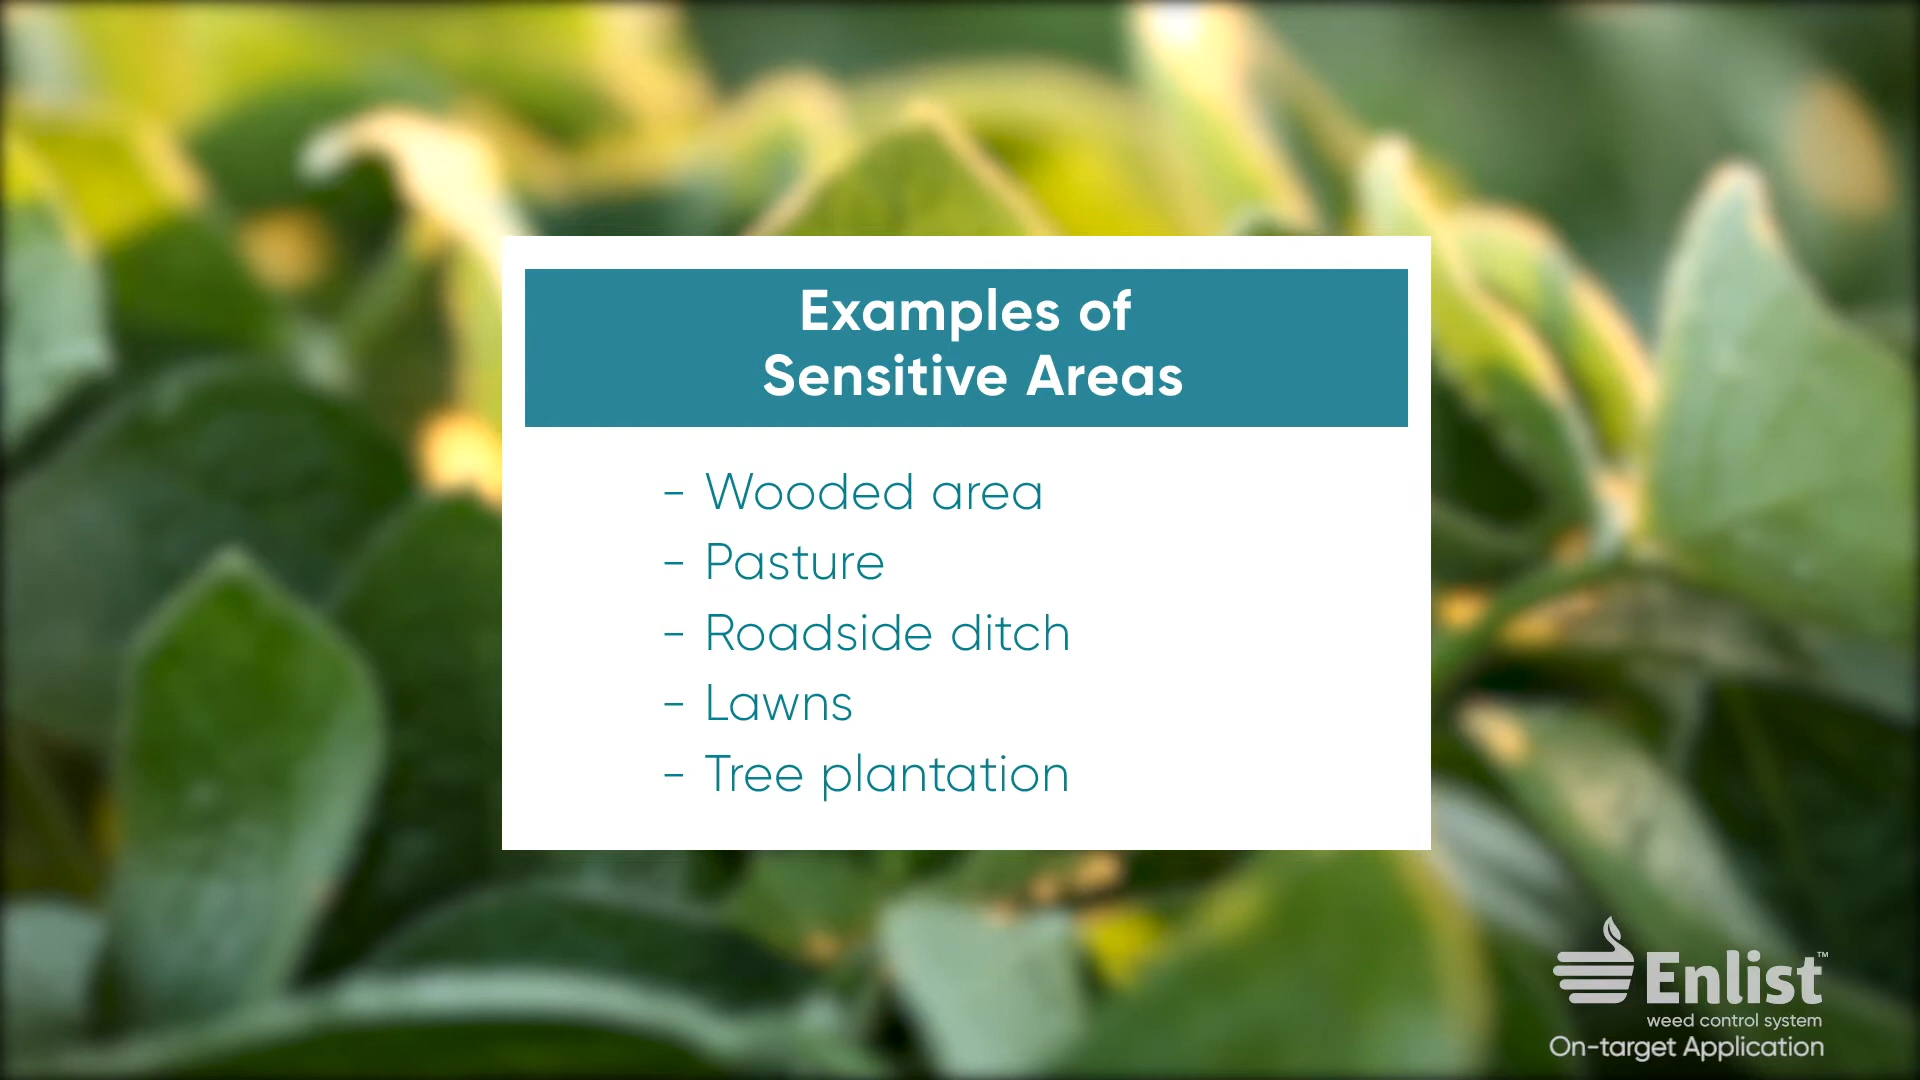 Examples of
Sensitive Areas
- Wooded area
- Pasture
- Roadside ditch
- Lawns
- Tree plantation
Enlist™
weed control system
On-target Application